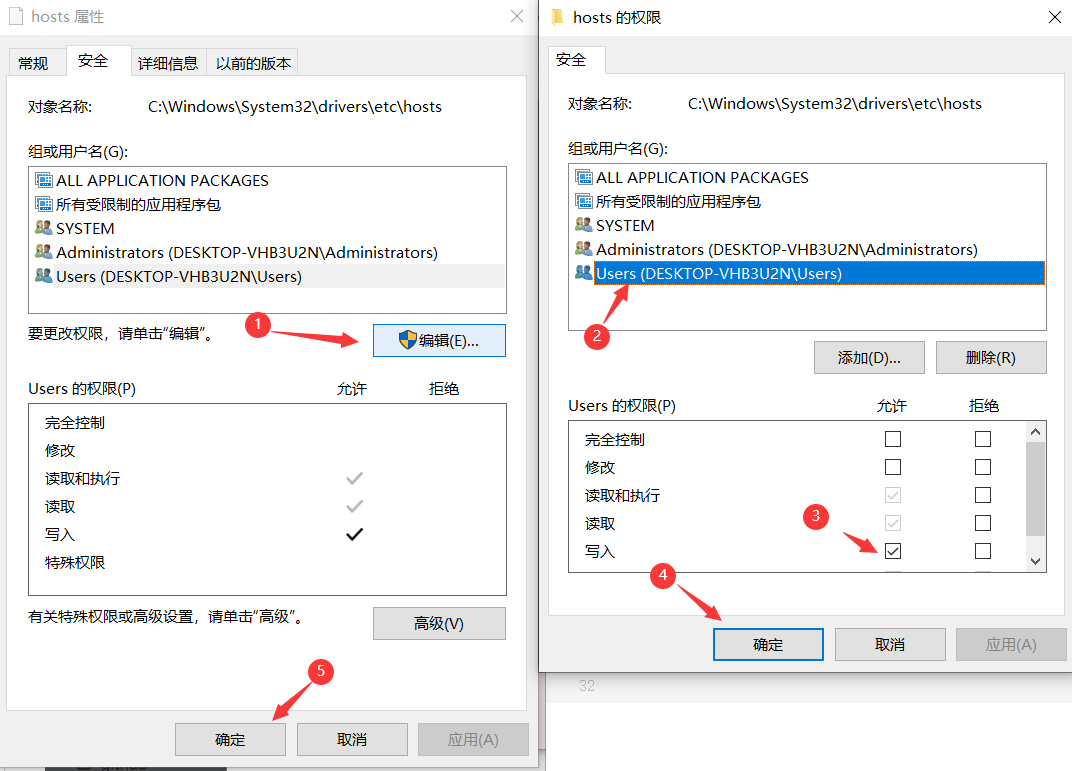 hosts 属性
常规
安全
详细信息
以前的版本
对象名称: C:\Windows\System32\drivers\etc\hosts
组或用户名(G):
ALL APPLICATION PACKAGES
所有受限制的应用程序包
SYSTEM
Administrators (DESKTOP-VHB3U2N\Administrators)
Users (DESKTOP-VHB3U2N\Users)
要更改权限，请单击“编辑”。
1
编辑(E)...
Users 的权限(P) 允许 拒绝
完全控制
修改
读取和执行
读取
写入
特殊权限
有关特殊权限或高级设置，请单击“高级”。
高级(V)
5
确定
取消
应用(A)
hosts 的权限
安全
对象名称: C:\Windows\System32\drivers\etc\hosts
组或用户名(G):
ALL APPLICATION PACKAGES
所有受限制的应用程序包
SYSTEM
Administrators (DESKTOP-VHB3U2N\Administrators)
Users (DESKTOP-VHB3U2N\Users)
2
添加(D)...
删除(R)
Users 的权限(P) 允许 拒绝
完全控制
修改
读取和执行
读取
3
写入
4
确定
取消
应用(A)
32